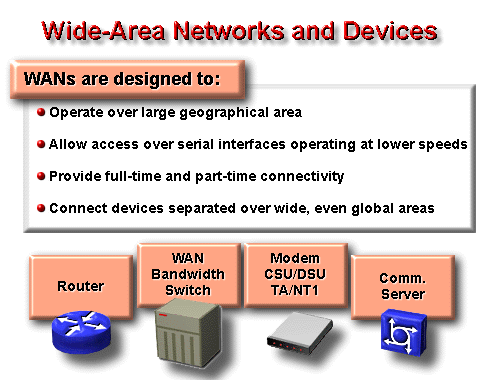 Wide-Area Networks and Devices
WANs are designed to:
Operate over large geographical area
Allow access over serial interfaces operating at lower speeds
Provide full-time and part-time connectivity
Connect devices separated over wide, even global areas
Router
WAN
Bandwidth
Switch
Modem
CSU/DSU
TA/NT1
Comm.
Server